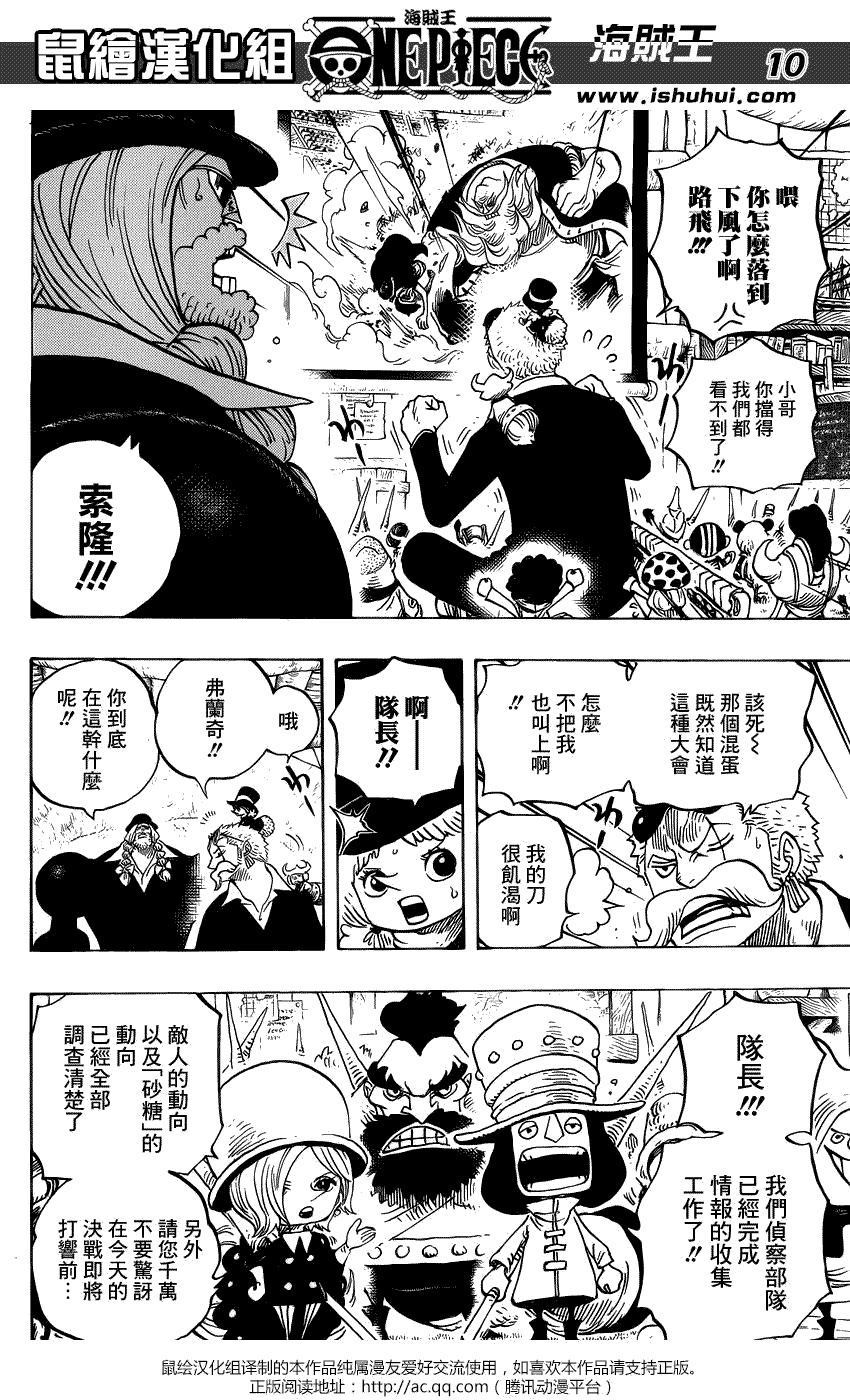 鼠繪漢化組
海賊王
ONE PIECE
海賊王
www.ishuhui.com
10
喂
你怎麼落到
下風了啊
路飛!!!
小哥
你擋得
我們都
看不到了!!
索隆!!!
該死~
那個混蛋
既然知道
這種大會
怎麼
不把我
也叫上啊
!!
我的刀
很飢渴啊
啊——
隊長!!
哦
弗蘭奇!!
你到底
在這幹什麼
呢!!
隊長!!!
我們偵察部隊
已經完成
情報的收集
工作了!!
敵人的動向
以及「砂糖」的
動向
已經全部
調查清楚了
另外
請您千萬
不要驚訝
在今天的
決戰即將
打響前…
鼠绘汉化组译制的本作品纯属漫友爱好交流使用，如喜欢本作品请支持正版。
正版阅读地址：http://ac.qq.com（腾讯动漫平台）